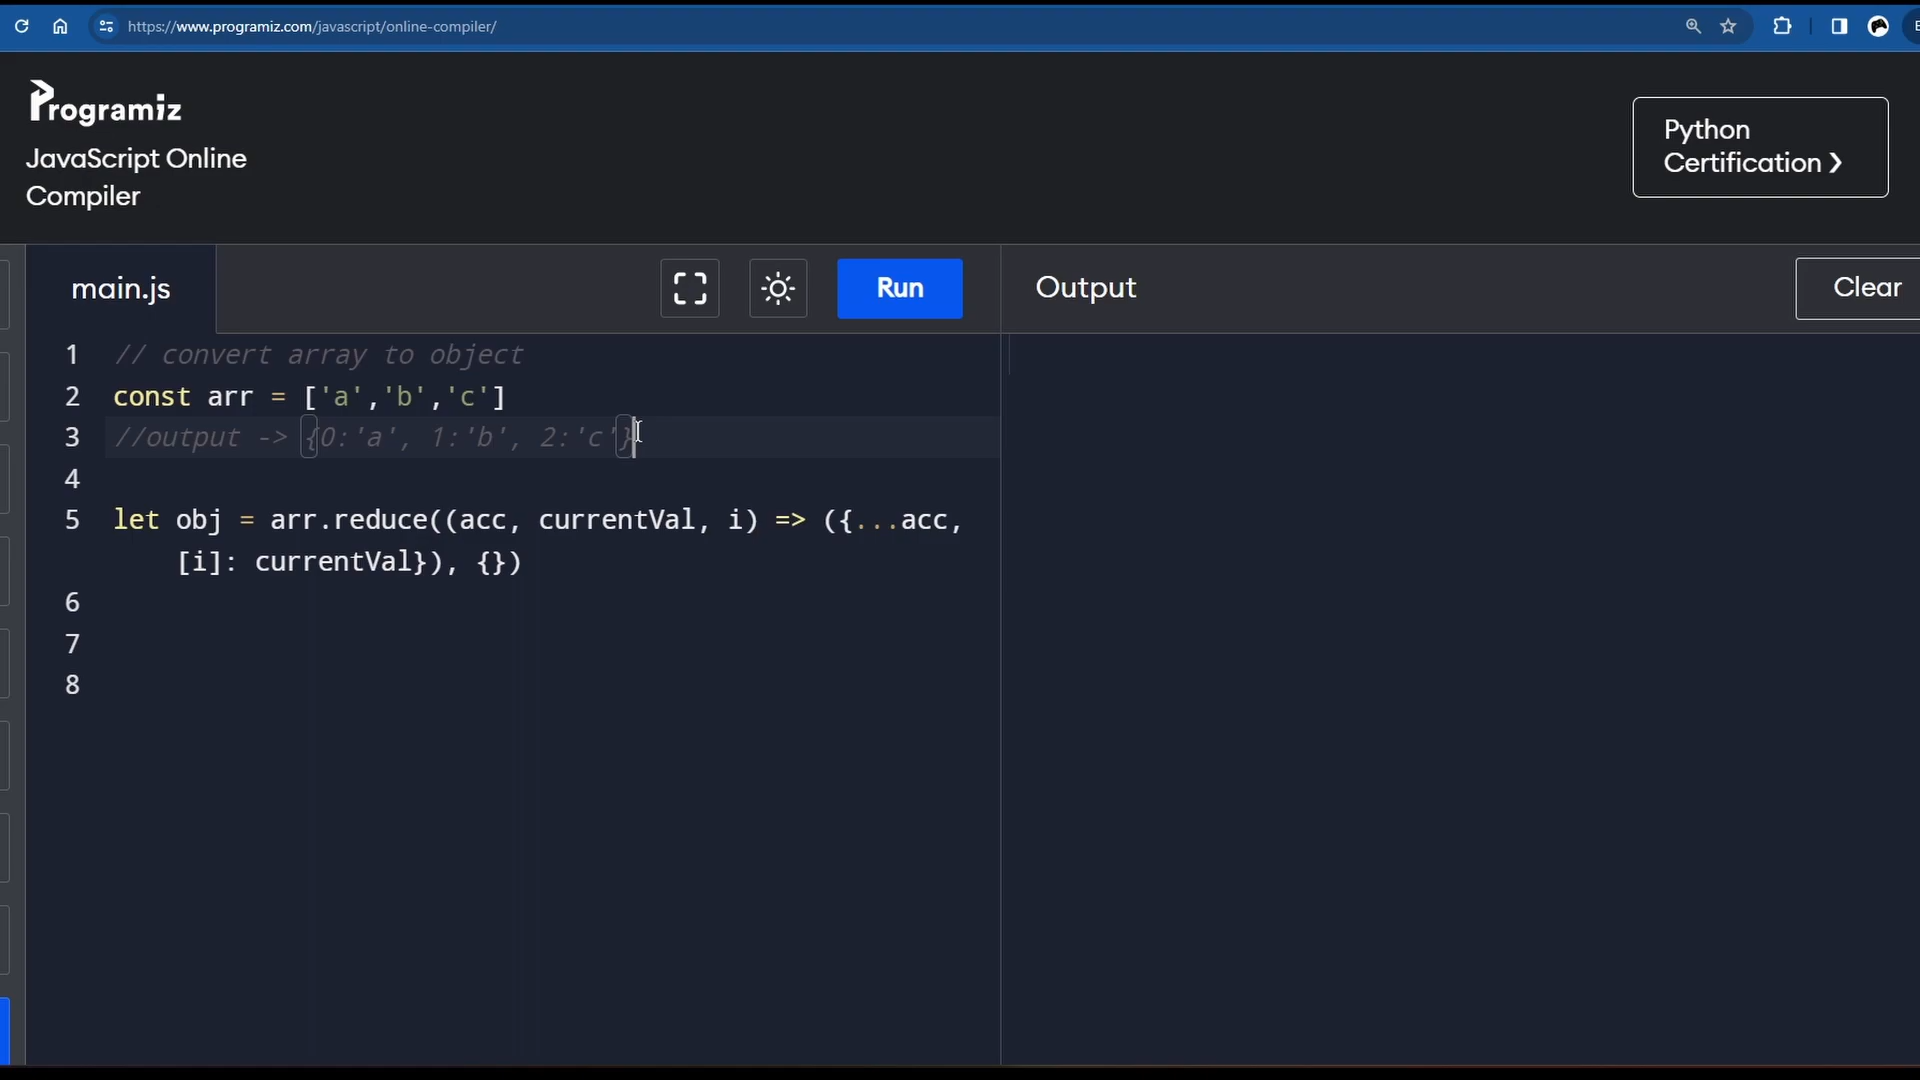 https://www.programiz.com/javascript/online-compiler/
Programiz
JavaScript Online
Compiler
Python
Certification ❯
main.js
Run
Output
Clear
1 // convert array to object
2 const arr = ['a','b','c']
3 //output -> {0:'a', 1:'b', 2:'c'}
4
5 let obj = arr.reduce((acc, currentVal, i) => ({...acc,
[i]: currentVal}), {})
6
7
8